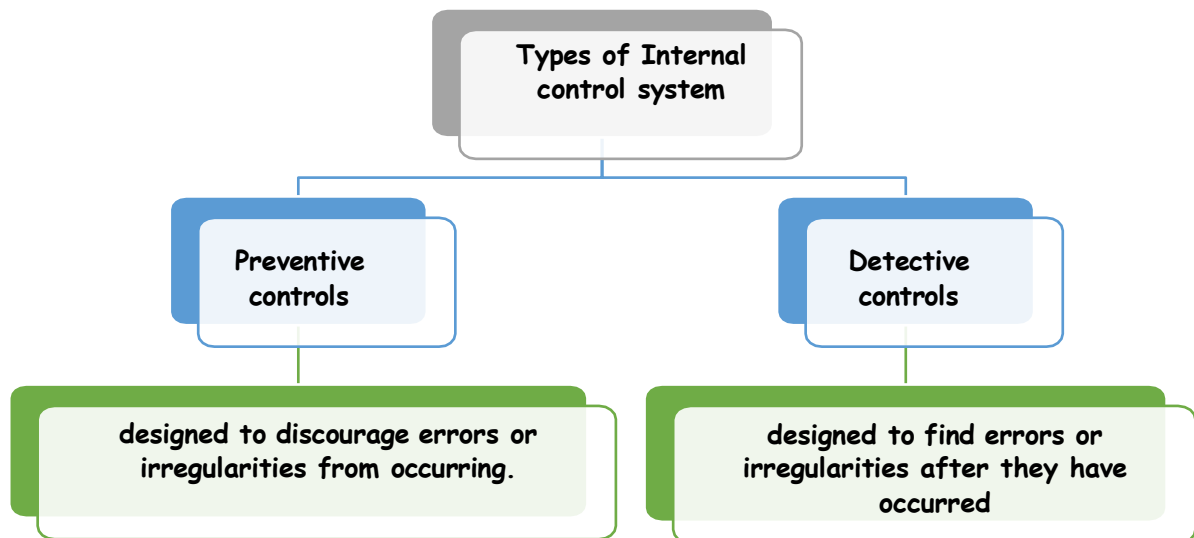 Types of Internal
control system
Preventive
controls
Detective
controls
designed to discourage errors or
irregularities from occurring.
designed to find errors or
irregularities after they have
occurred